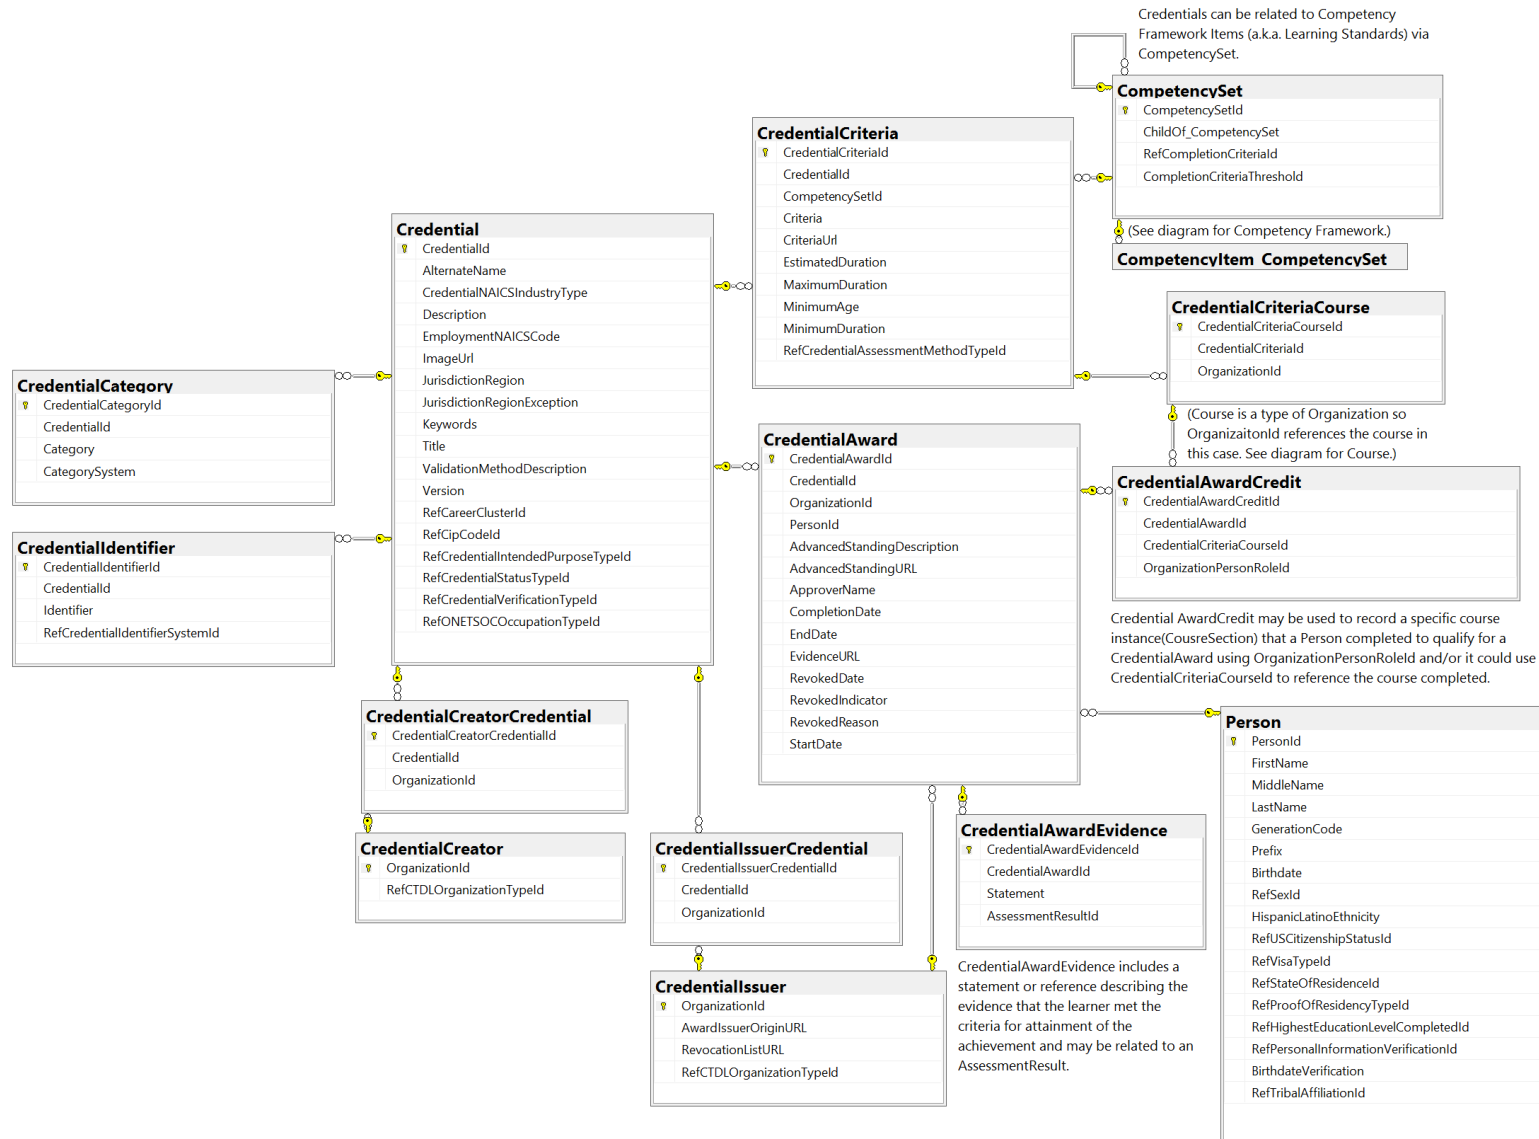 Credentials can be related to Competency
Framework Items (a.k.a. Learning Standards) via
CompetencySet.
CompetencySet
CompetencySetId
ChildOf_CompetencySet
RefCompletionCriteriaId
CompletionCriteriaThreshold
(See diagram for Competency Framework.)
CompetencyItem_CompetencySet
CredentialCriteria
CredentialCriteriaId
CredentialId
CompetencySetId
Criteria
CriteriaUrl
EstimatedDuration
MaximumDuration
MinimumAge
MinimumDuration
RefCredentialAssessmentMethodTypeId
CredentialCriteriaCourse
CredentialCriteriaCourseId
CredentialCriteriaId
OrganizationId
(Course is a type of Organization so
OrganizaitonId references the course in
this case. See diagram for Course.)
Credential
CredentialId
AlternateName
CredentialNAICSIndustryType
Description
EmploymentNAICSCode
ImageUrl
JurisdictionRegion
JurisdictionRegionException
Keywords
Title
ValidationMethodDescription
Version
RefCareerClusterId
RefCipCodeId
RefCredentialIntendedPurposeTypeId
RefCredentialStatusTypeId
RefCredentialVerificationTypeId
RefONETSOCOccupationTypeId
CredentialCategory
CredentialCategoryId
CredentialId
Category
CategorySystem
CredentialIdentifier
CredentialIdentifierId
CredentialId
Identifier
RefCredentialIdentifierSystemId
CredentialAward
CredentialAwardId
CredentialId
OrganizationId
PersonId
AdvancedStandingDescription
AdvancedStandingURL
ApproverName
CompletionDate
EndDate
EvidenceURL
RevokedDate
RevokedIndicator
RevokedReason
StartDate
CredentialAwardCredit
CredentialAwardCreditId
CredentialAwardId
CredentialCriteriaCourseId
OrganizationPersonRoleId
Credential AwardCredit may be used to record a specific course
instance(CousreSection) that a Person completed to qualify for a
CredentialAward using OrganizationPersonRoleId and/or it could use
CredentialCriteriaCourseId to reference the course completed.
CredentialCreatorCredential
CredentialCreatorCredentialId
CredentialId
OrganizationId
CredentialCreator
OrganizationId
RefCTDLOrganizationTypeId
CredentialIssuerCredential
CredentialIssuerCredentialId
CredentialId
OrganizationId
CredentialIssuer
OrganizationId
AwardIssuerOriginURL
RevocationListURL
RefCTDLOrganizationTypeId
CredentialAwardEvidence
CredentialAwardEvidenceId
CredentialAwardId
Statement
AssessmentResultId
CredentialAwardEvidence includes a
statement or reference describing the
evidence that the learner met the
criteria for attainment of the
achievement and may be related to an
AssessmentResult.
Person
PersonId
FirstName
MiddleName
LastName
GenerationCode
Prefix
Birthdate
RefSexId
HispanicLatinoEthnicity
RefUSCitizenshipStatusId
RefVisaTypeId
RefStateOfResidenceId
RefProofOfResidencyTypeId
RefHighestEducationLevelCompletedId
RefPersonalInformationVerificationId
BirthdateVerification
RefTribalAffiliationId